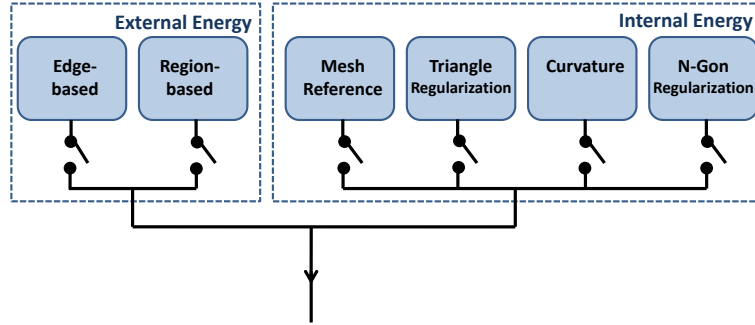 External Energy
Edge-
based
Region-
based
Internal Energy
Mesh
Reference
Triangle
Regularization
Curvature
N-Gon
Regularization